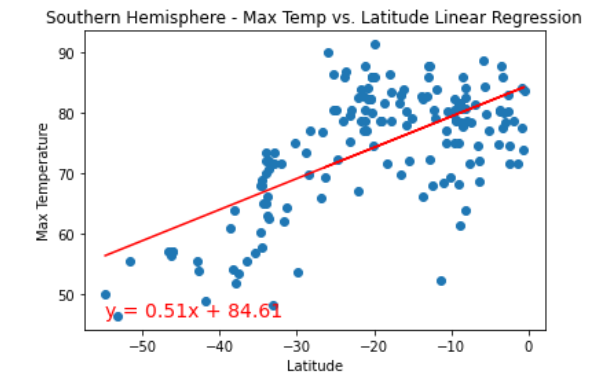 Southern Hemisphere - Max Temp vs. Latitude Linear Regression
90
80
70
60
50
Max Temperature
y = 0.51x + 84.61
−50
−40
−30
−20
−10
0
Latitude